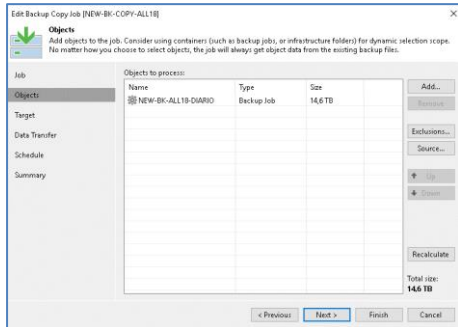 Edit Backup Copy Job [NEW-BK-COPY-ALL18]
Objects
Add objects to the job. Consider using containers (such as backup jobs, or infrastructure folders) for dynamic selection scope.
No matter how you choose to select objects, the job will always get object data from the existing backup files.
Job
Objects
Target
Data Transfer
Schedule
Summary
Objects to process:
Name Type Size
NEW-BK-ALL18-DIARIO Backup Job 14,6 TB
Add...
Remove
Exclusions...
Source...
Up
Down
Recalculate
Total size:
14,6 TB
< Previous Next > Finish Cancel